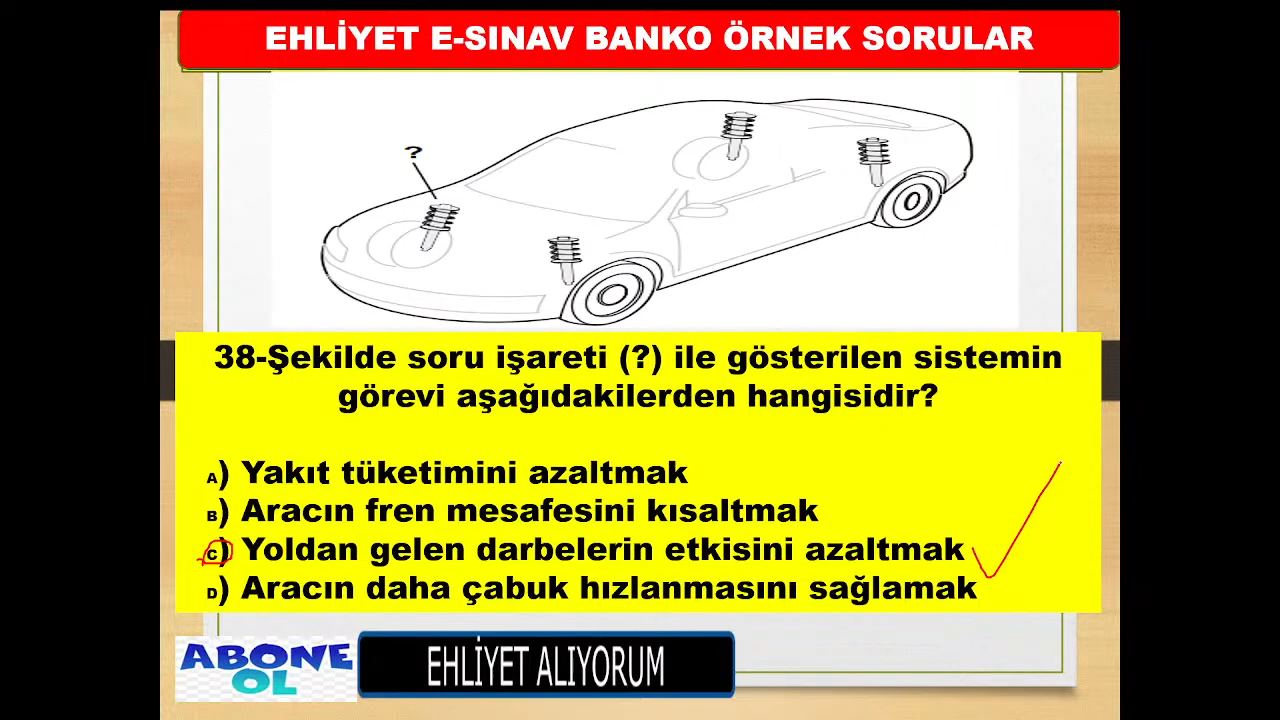 EHLİYET E-SINAV BANKO ÖRNEK SORULAR
?
38-Şekilde soru işareti (?) ile gösterilen sistemin
görevi aşağıdakilerden hangisidir?
A) Yakıt tüketimini azaltmak
B) Aracın fren mesafesini kısaltmak
C) Yoldan gelen darbelerin etkisini azaltmak
D) Aracın daha çabuk hızlanmasını sağlamak
ABONE
OL
EHLİYET ALIYORUM